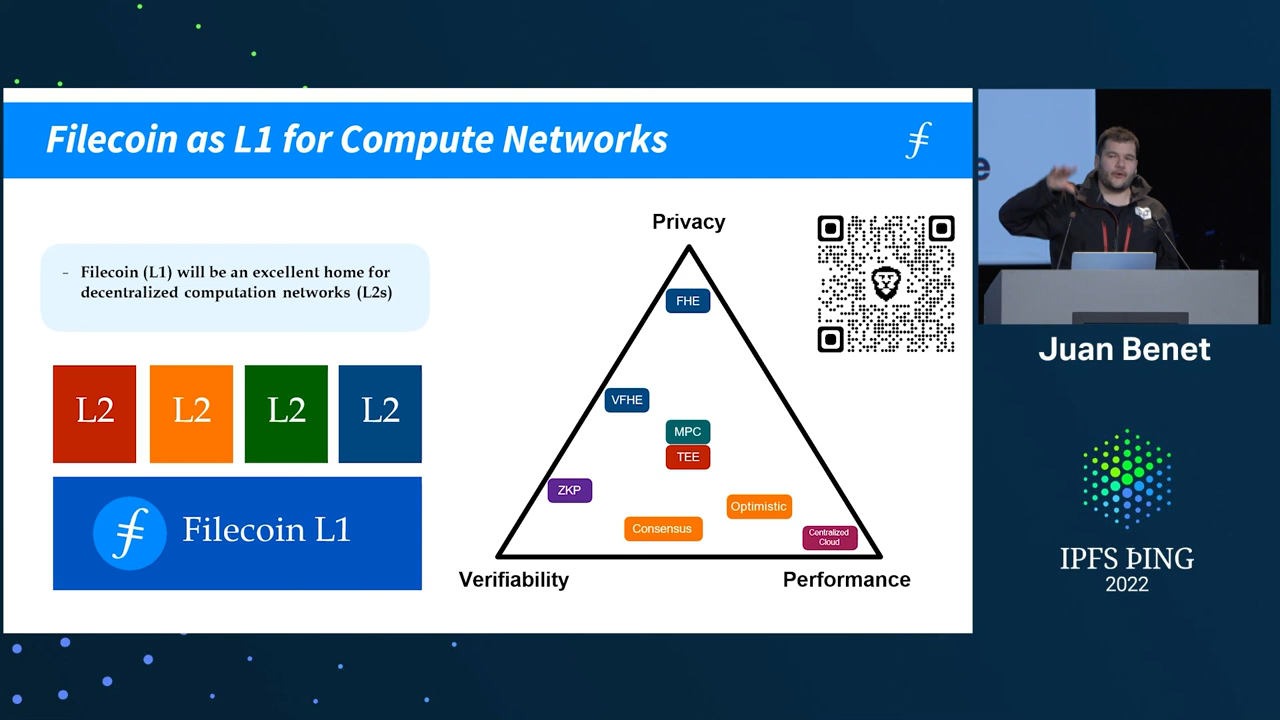 Filecoin as L1 for Compute Networks
- Filecoin (L1) will be an excellent home for
decentralized computation networks (L2s)
L2 L2 L2 L2
Filecoin L1
Privacy
FHE
VFHE
MPC
TEE
ZKP
Optimistic
Consensus
Centralized
Cloud
Verifiability
Performance
e
Juan Benet
IPFS ÞING
2022